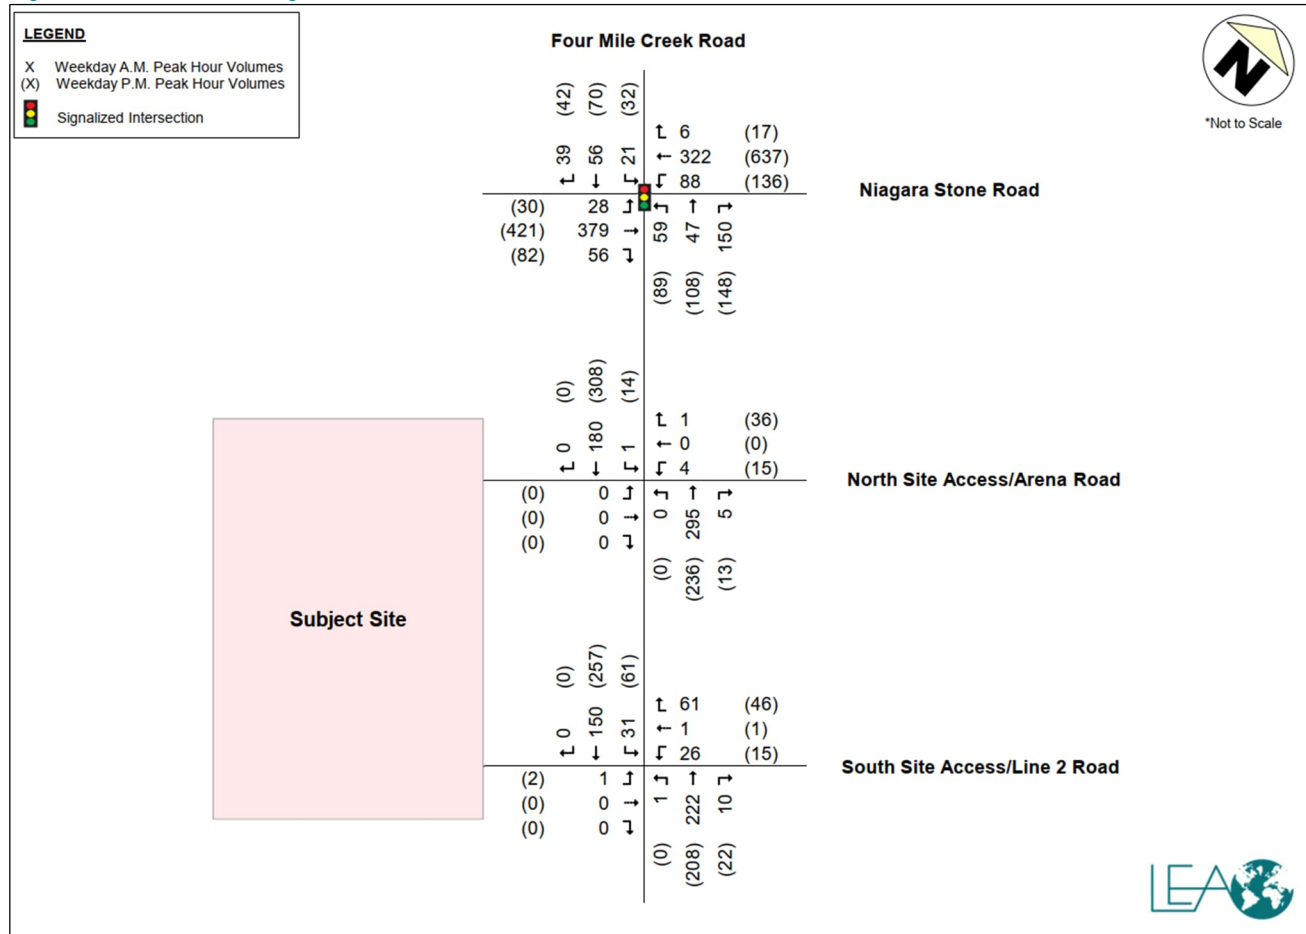 LEGEND
X Weekday A.M. Peak Hour Volumes
(X) Weekday P.M. Peak Hour Volumes
Signalized Intersection
Four Mile Creek Road
N
*Not to Scale
(42) (70) (32)
39 56 21
6 (17)
322 (637)
88 (136)
Niagara Stone Road
(30) 28
(421) 379
(82) 56
59 47 150
(89) (108) (148)
(0) (308) (14)
0 180 1
1 (36)
0 (0)
4 (15)
North Site Access/Arena Road
(0) 0
(0) 0
(0) 0
0 295 5
(0) (236) (13)
Subject Site
(0) (257) (61)
0 150 31
61 (46)
1 (1)
26 (15)
South Site Access/Line 2 Road
(2) 1
(0) 0
(0) 0
1 222 10
(0) (208) (22)
LEA